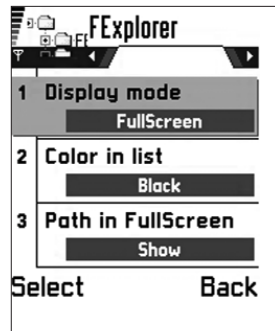 FExplorer
1 Display mode
FullScreen
2 Color in list
Black
3 Path in FullScreen
Show
Select Back